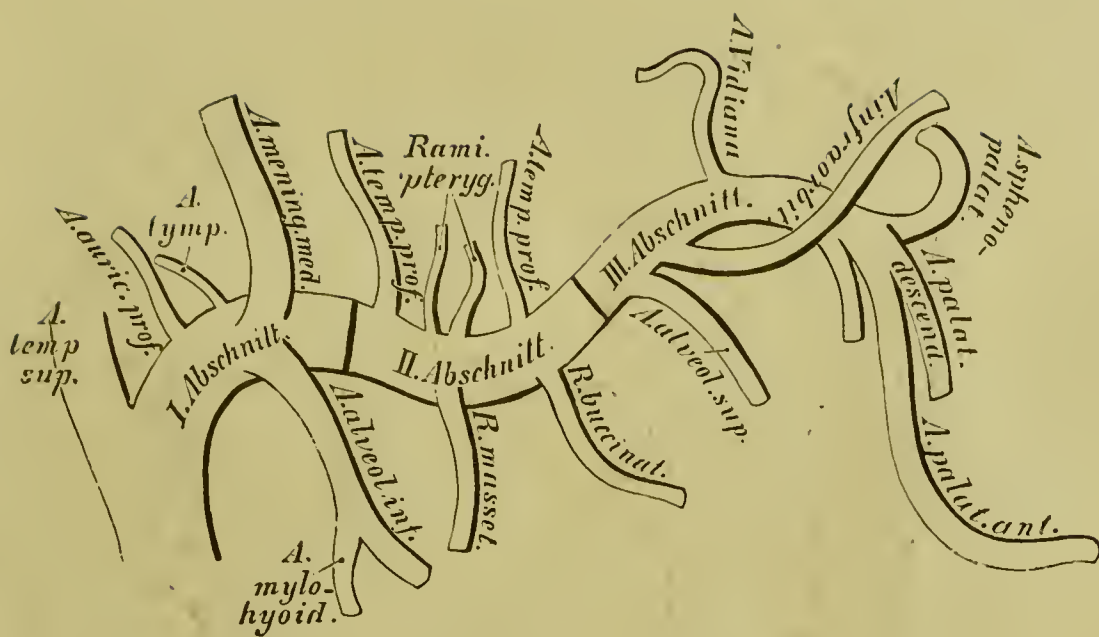 A.
temp
sup.
A.auric.prof.
A.
tymp.
A.mening.med.
A.temp.prof.
Rami.
pteryg.
A.temp.prof.
A.Vidiana
A.infraorbit.
A.spheno-
palat.
I.Abschnitt.
II.Abschnitt.
III.Abschnitt.
A.alveol.inf.
A.
mylo-
hyoid.
R.masset.
R.buccinat.
A.alveol.sup.
A.palat.
descend.
A.palat.ant.